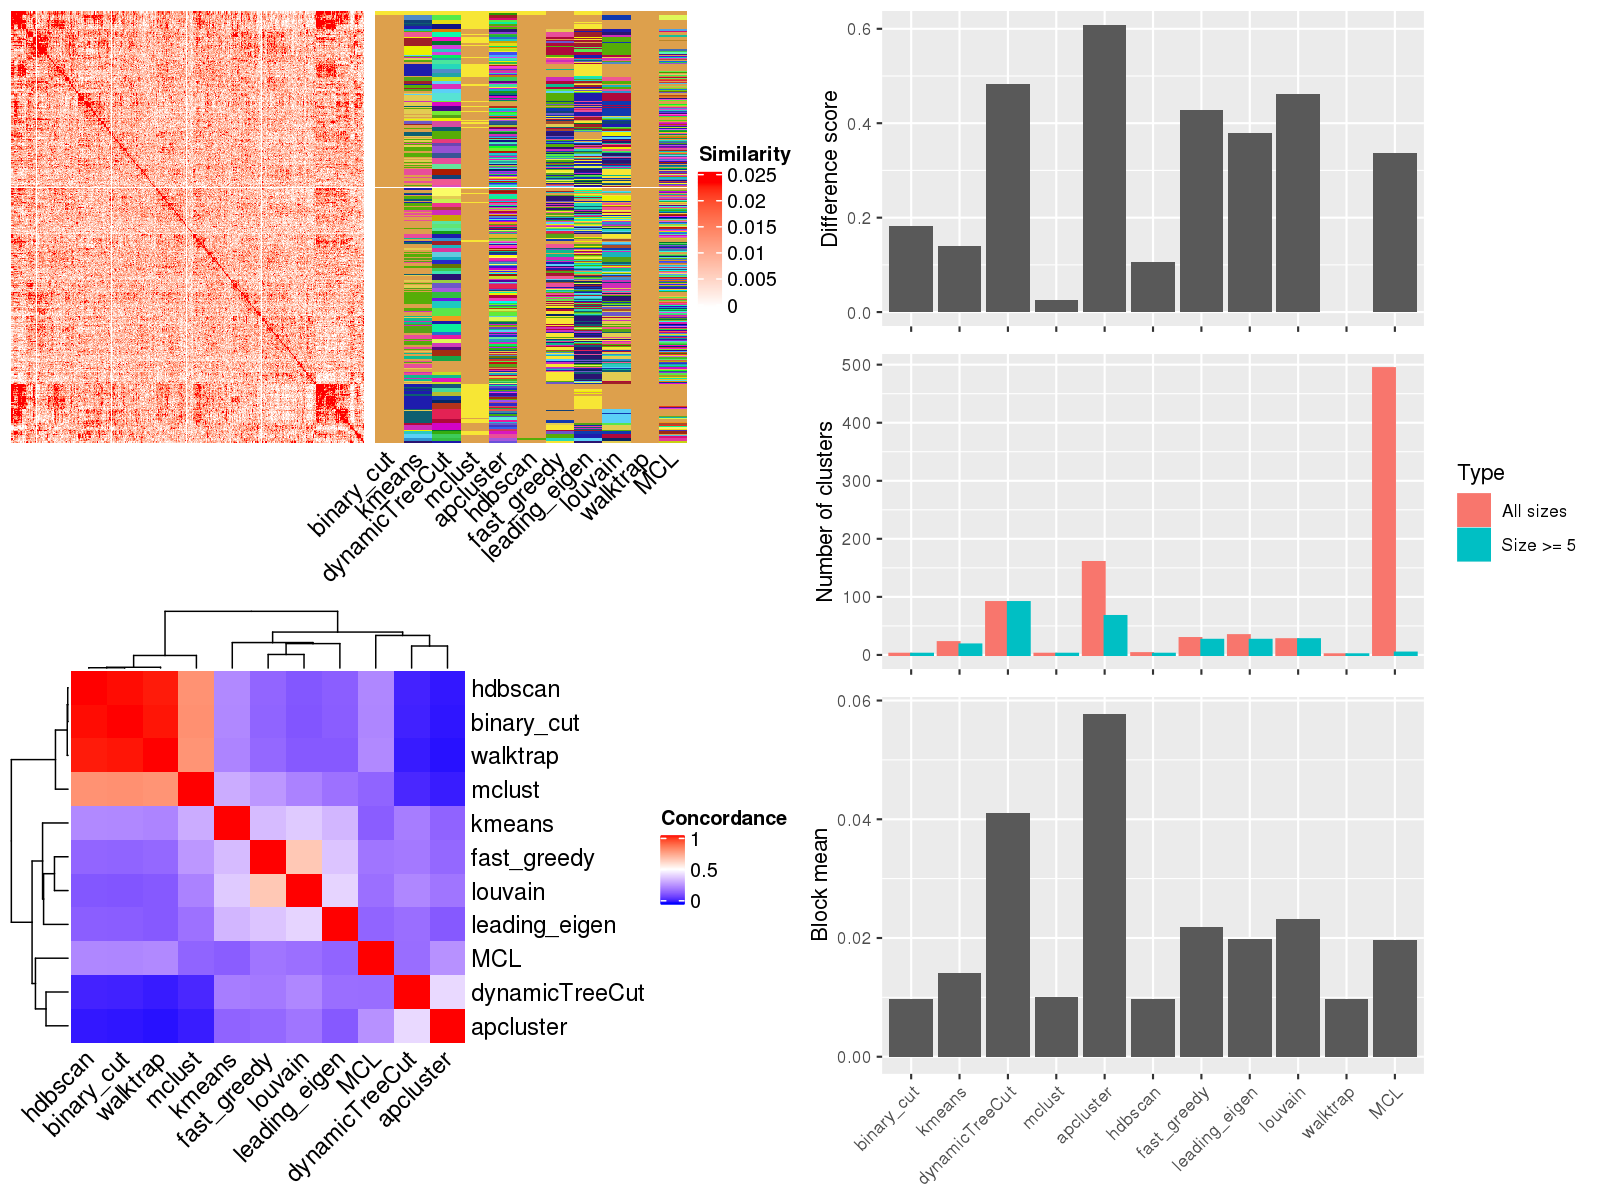 Similarity
0.025
0.02
0.015
0.01
0.005
0
binary_cut
kmeans
dynamicTreeCut
mclust
apcluster
hdbscan
fast_greedy
leading_eigen
louvain
walktrap
MCL
hdbscan
binary_cut
walktrap
mclust
kmeans
fast_greedy
louvain
leading_eigen
MCL
dynamicTreeCut
apcluster
hdbscan
binary_cut
walktrap
mclust
kmeans
fast_greedy
louvain
leading_eigen
MCL
dynamicTreeCut
apcluster
Concordance
1
0.5
0
Difference score
0.6
0.4
0.2
0.0
Number of clusters
500
400
300
200
100
0
Type
All sizes
Size >= 5
Block mean
0.06
0.04
0.02
0.00
binary_cut
kmeans
dynamicTreeCut
mclust
apcluster
hdbscan
fast_greedy
leading_eigen
louvain
walktrap
MCL